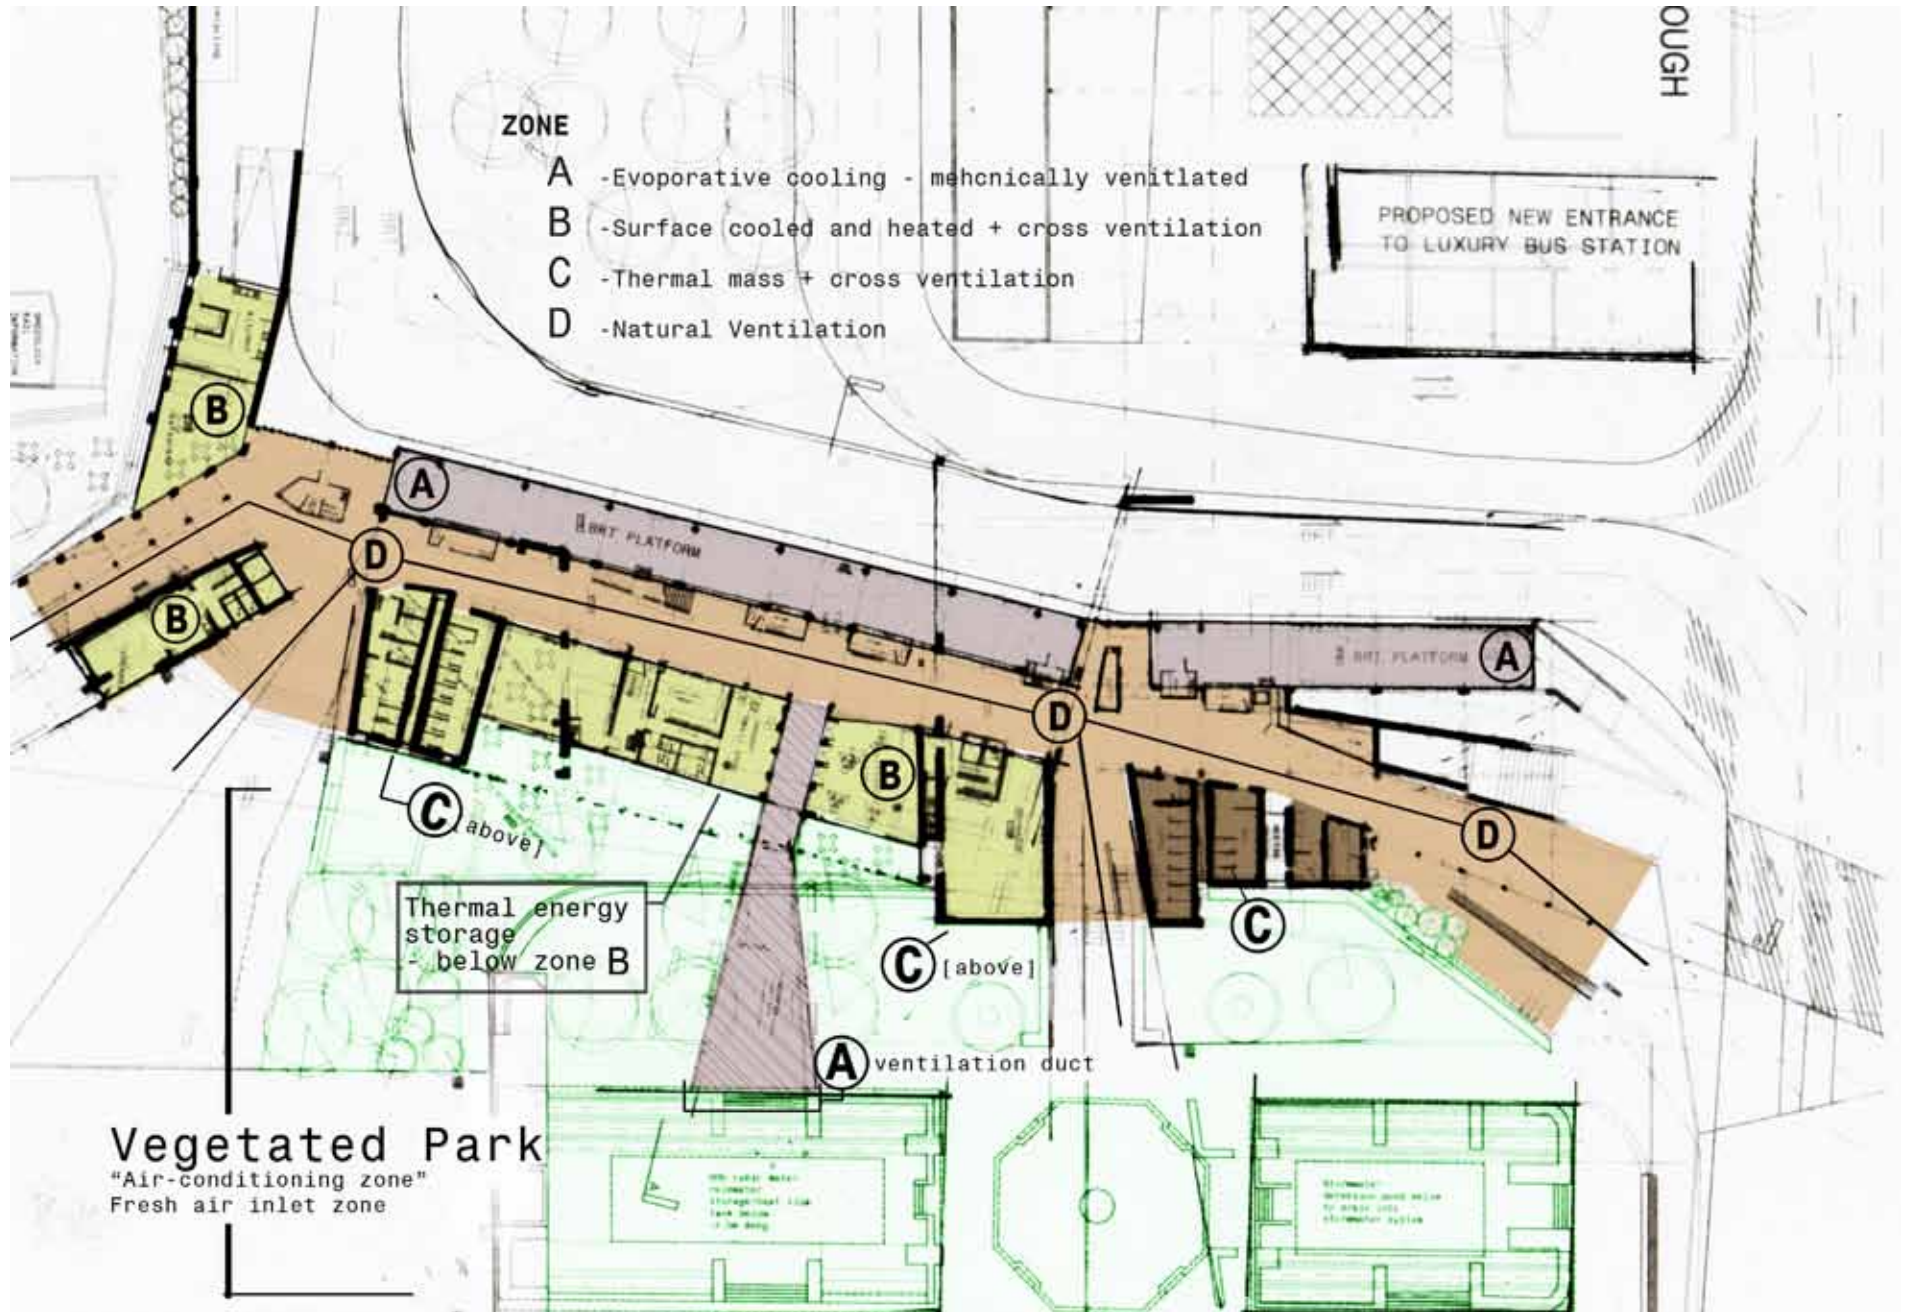 OUGH
ZONE
A -Evoporative cooling - mehcnically venitlated
B -Surface cooled and heated + cross ventilation
C -Thermal mass + cross ventilation
D -Natural Ventilation
PROPOSED NEW ENTRANCE
TO LUXURY BUS STATION
B
A
BRT. PLATFORM
D
B
A
BRT. PLATFORM
D
B
D
C [above]
Thermal energy
storage
- below zone B
C [above]
C
A ventilation duct
Vegetated Park
“Air-conditioning zone”
Fresh air inlet zone